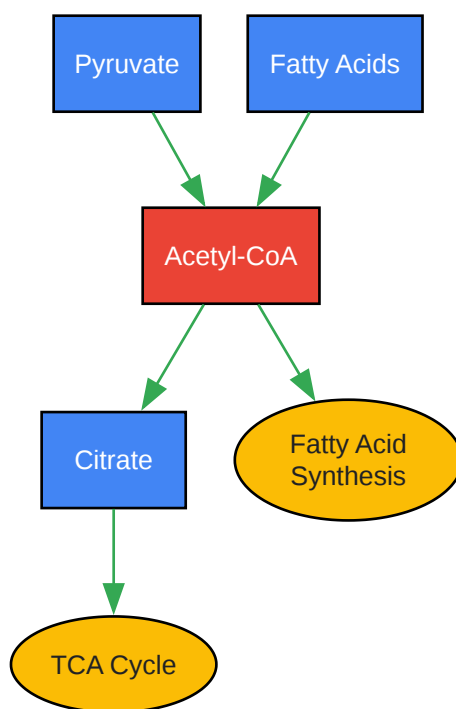 Pyruvate
Fatty Acids
Acetyl-CoA
Citrate
Fatty Acid
Synthesis
TCA Cycle